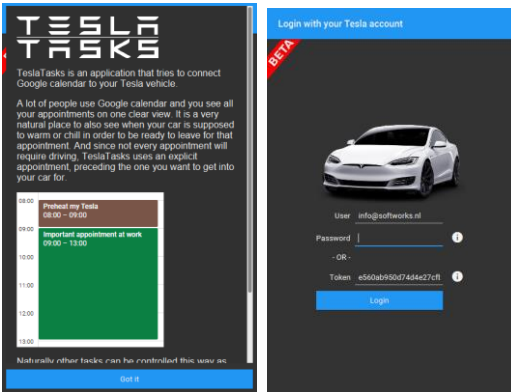 TESLA
TASKS
TeslaTasks is an application that tries to connect
Google calendar to your Tesla vehicle.
A lot of people use Google calendar and you see all
your appointments on one clear view. It is a very
natural place to also see when your car is supposed
to warm or chill in order to be ready to leave for that
appointment. And since not every appointment will
require driving, TeslaTasks uses an explicit
appointment, preceding the one you want to get into
your car for.
08:00
Preheat my Tesla
08:00 – 09:00
09:00
Important appointment at work
09:00 – 13:00
10:00
11:00
12:00
13:00
Naturally other tasks can be controlled this way as
Got it
Login with your Tesla account
BETA
User info@softworks.nl
Password
- OR -
Token e560ab950d74d4e27cf1
Login